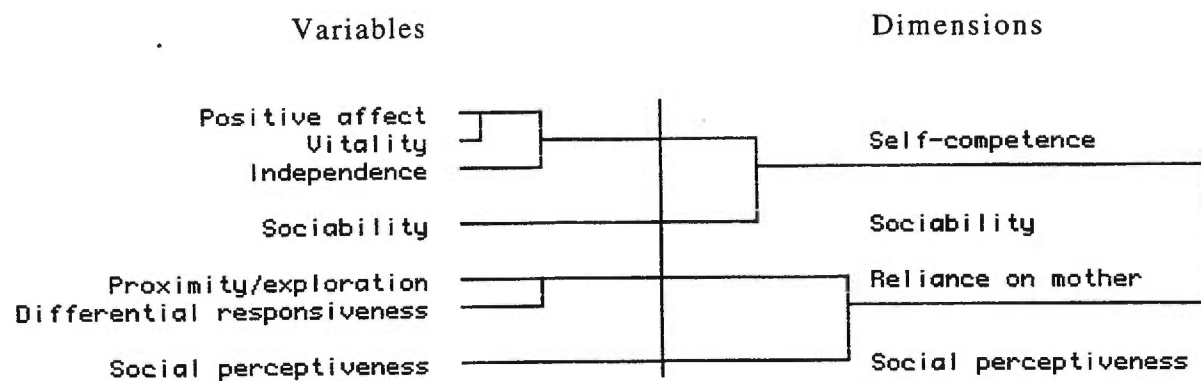 Variables
Dimensions
Positive affect
Vitality
Independence
Sociability
Proximity/exploration
Differential responsiveness
Social perceptiveness
Self-competence
Sociability
Reliance on mother
Social perceptiveness